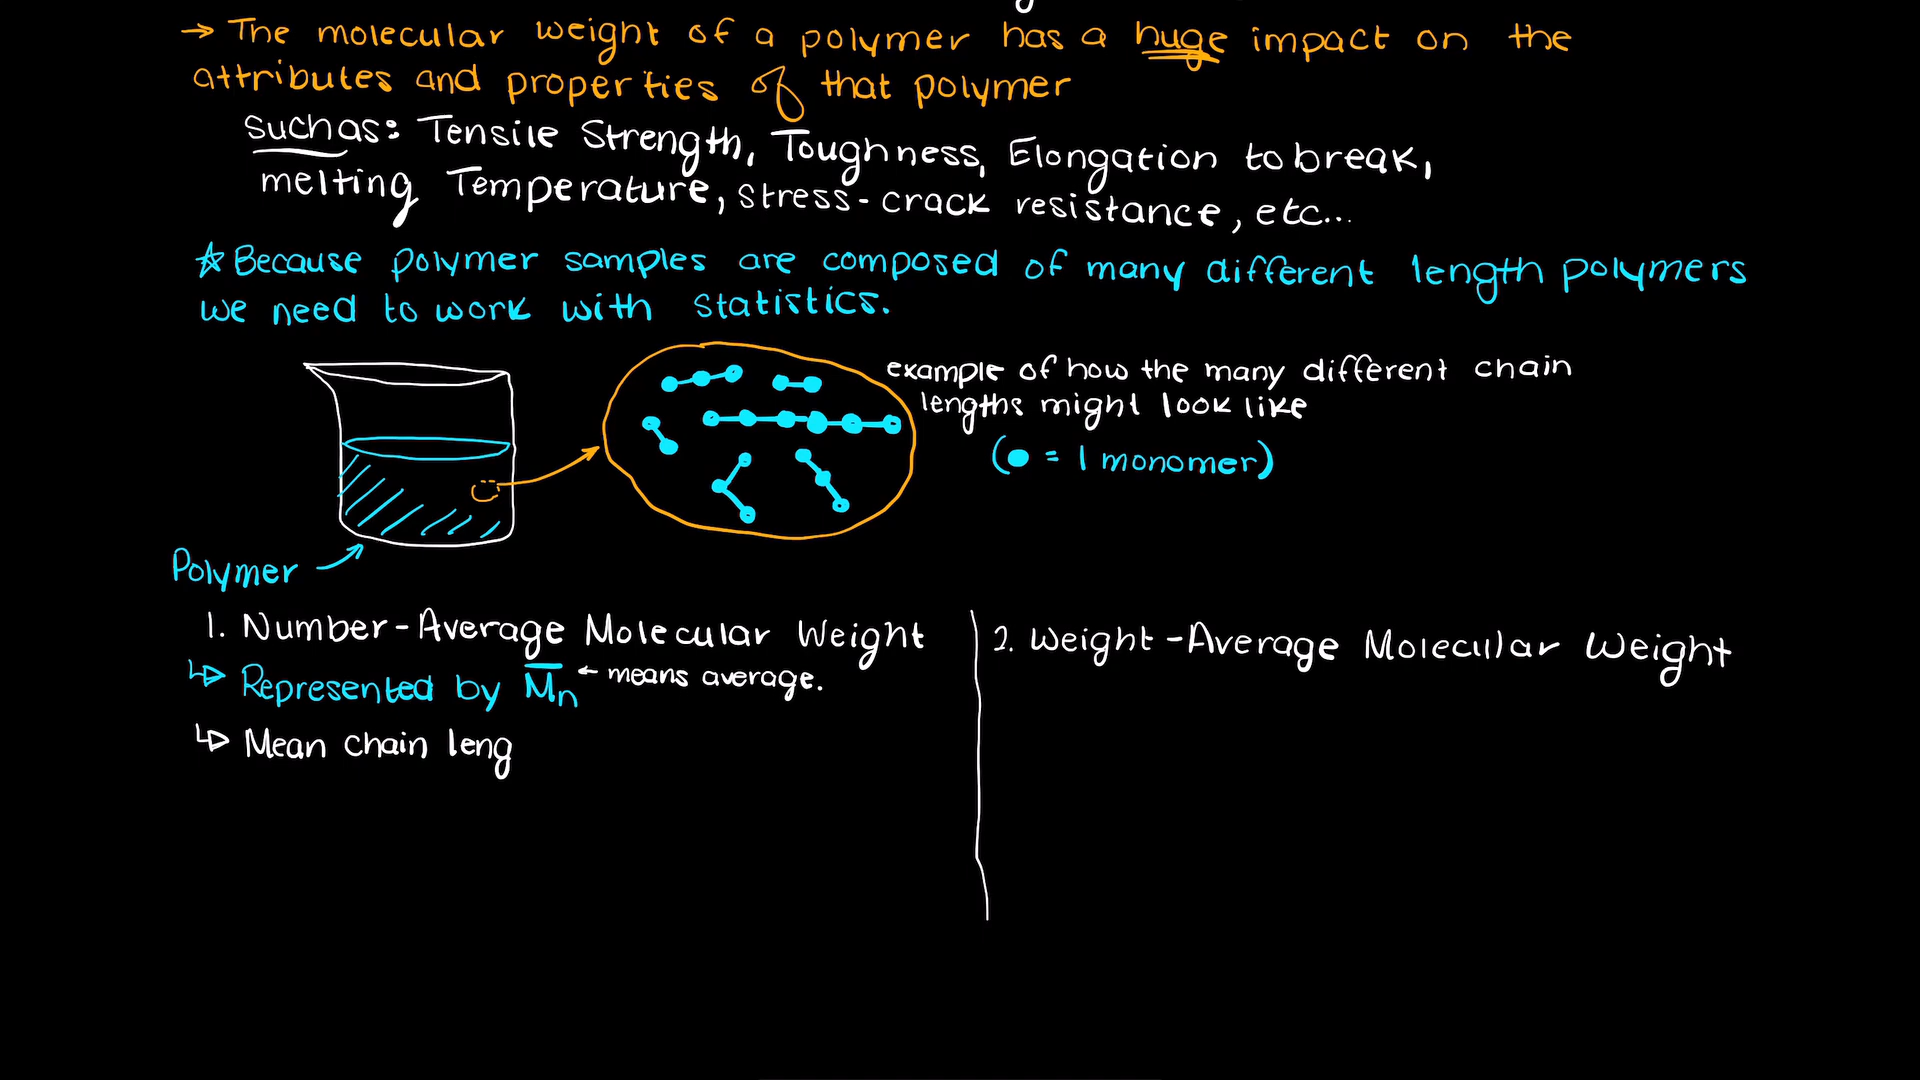 → The molecular weight of a polymer has a huge impact on the
attributes and properties of that polymer
such as: Tensile Strength, Toughness, Elongation to break,
melting Temperature, stress-crack resistance, etc...
☆ Because polymer samples are composed of many different length polymers
we need to work with statistics.
example of how the many different chain
lengths might look like
(● = 1 monomer)
Polymer
1. Number-Average Molecular Weight
↳ Represented by M̅n ← means average.
↳ Mean chain leng
2. Weight-Average Molecular Weight